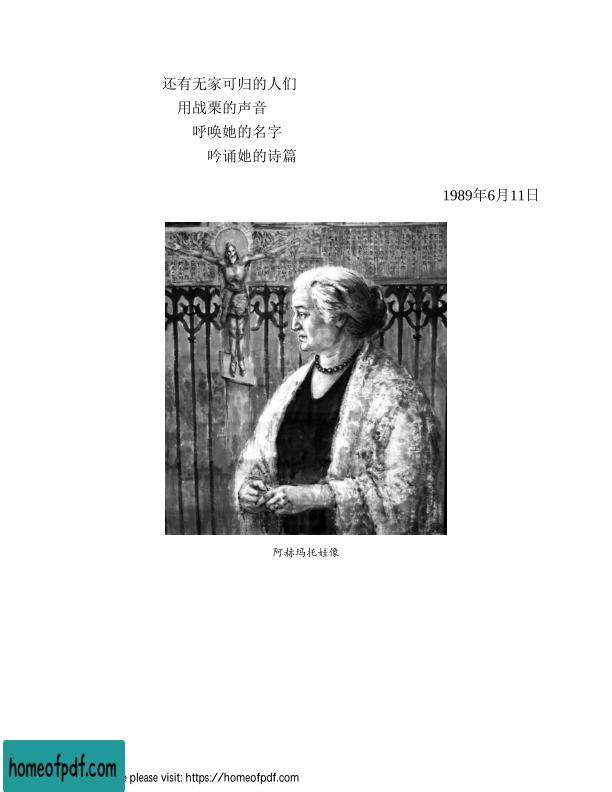 还有无家可归的人们
用战栗的声音
呼唤她的名字
吟诵她的诗篇
1989年6月11日
阿赫玛托娃像
homeofpdf.com
please visit: https://homeofpdf.com